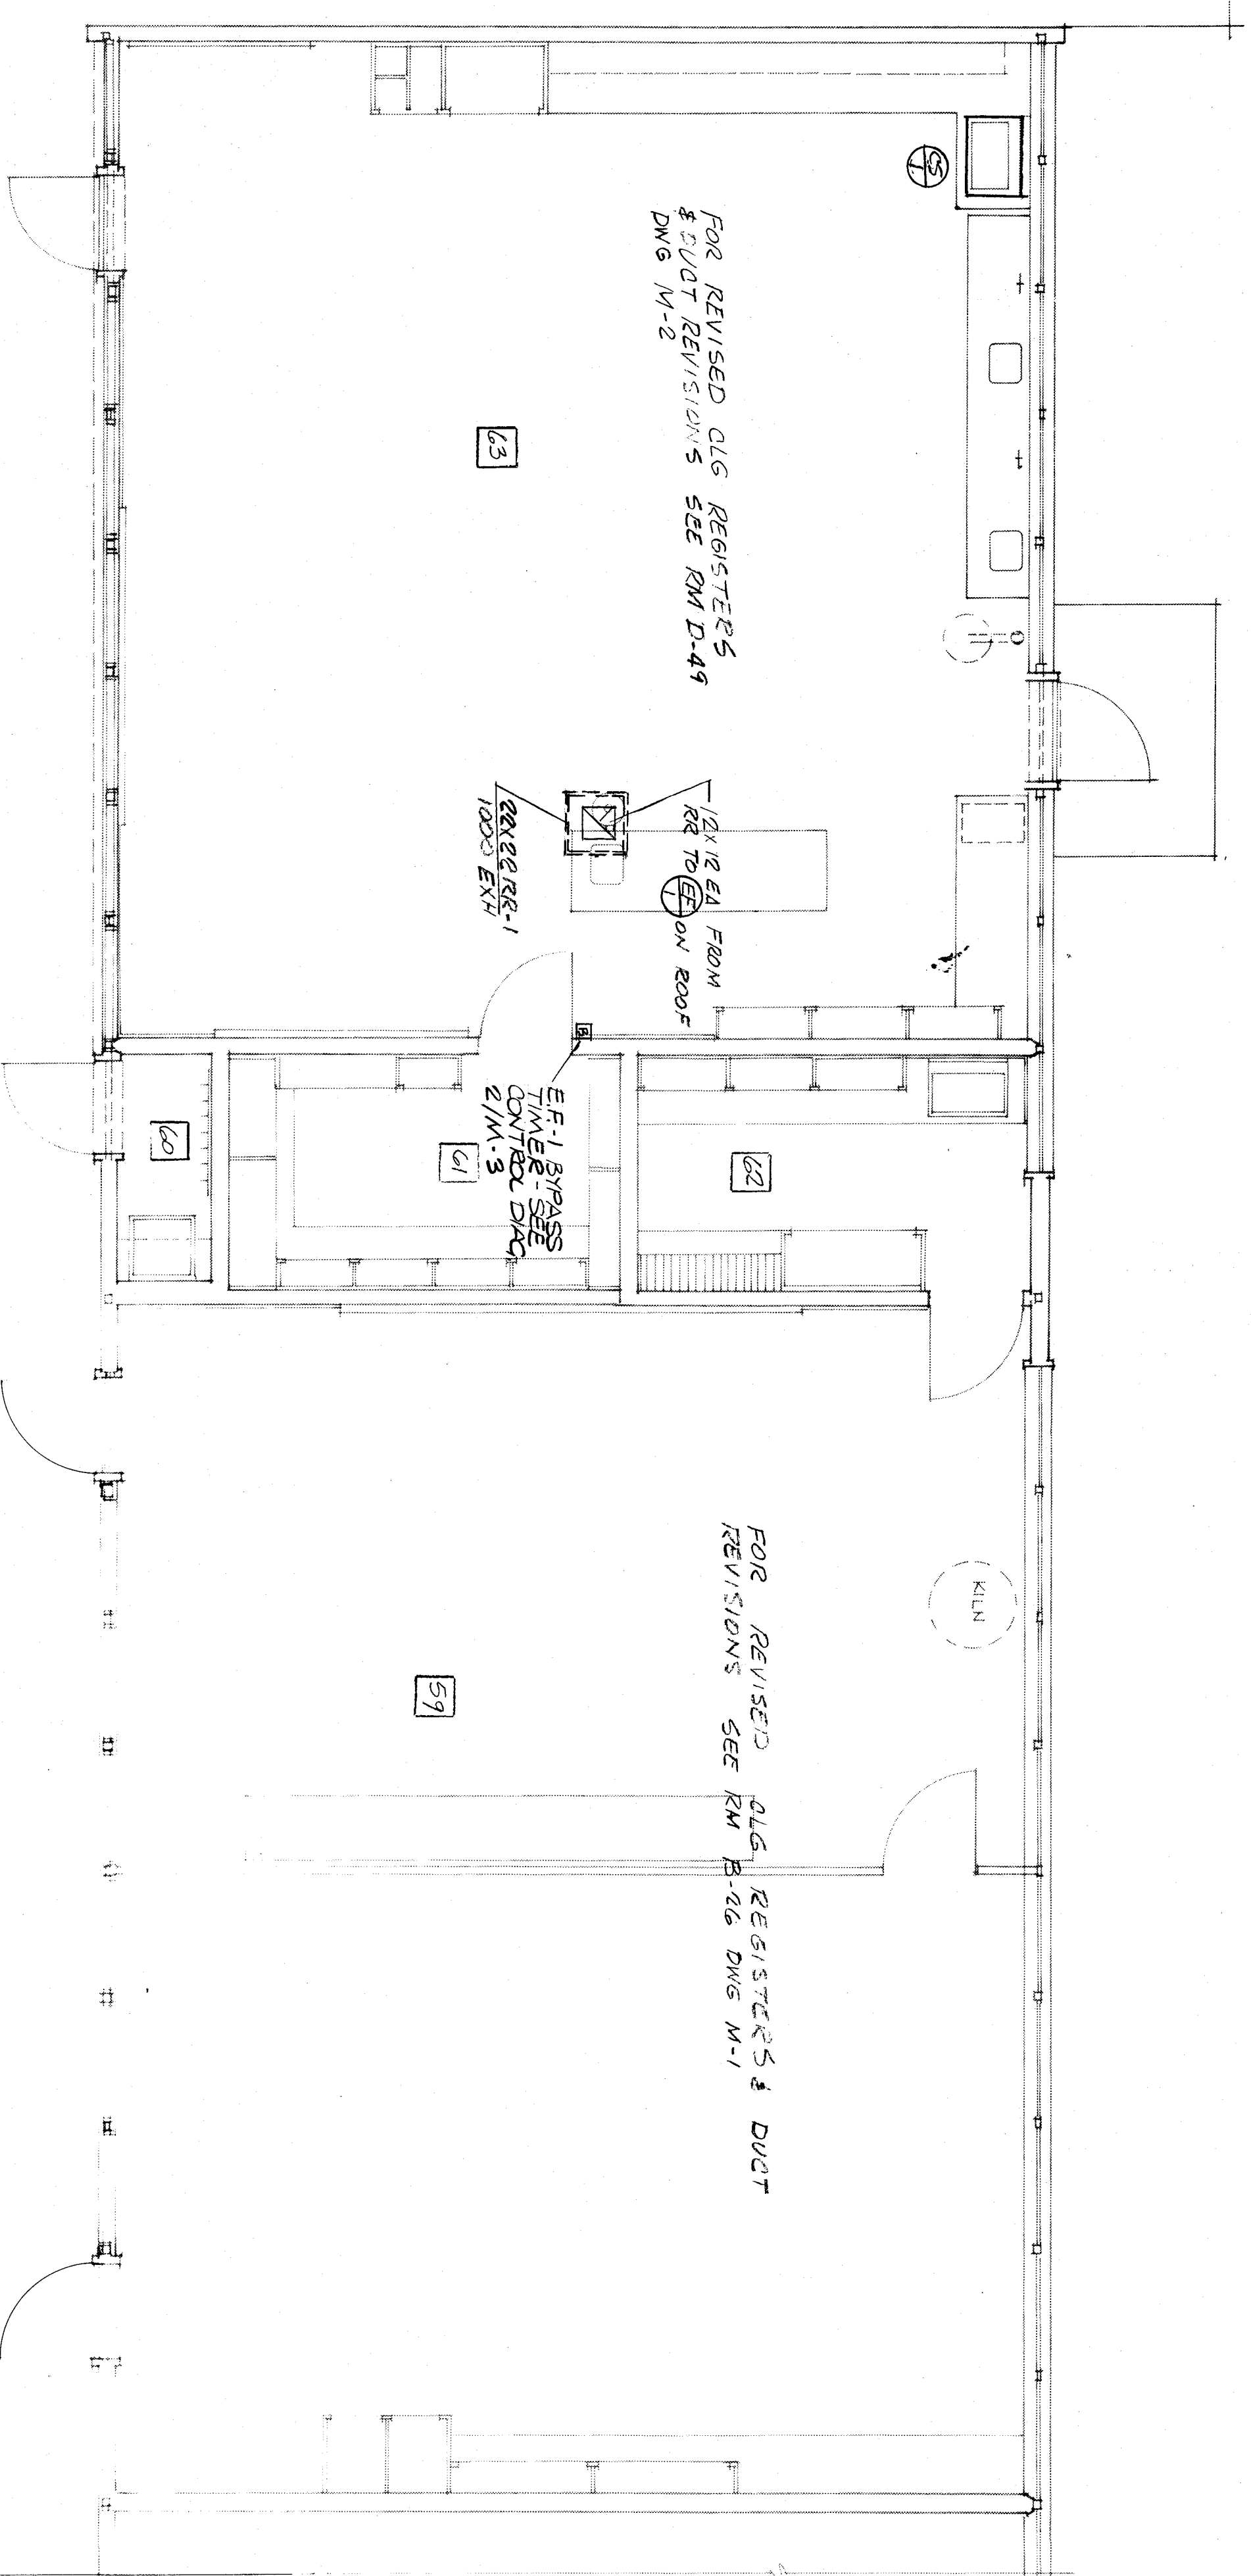 CS
1
FOR REVISED CLG REGISTERS
& DUCT REVISIONS SEE RM D-49
DWG M-2
63
12X12 EA FROM
RR TO EF 1 ON ROOF
22X22 RR-1
1000 EXH
B
E.F.-1 BYPASS
TIMER-SEE
CONTROL DIAG
2/M-3
60
61
62
KILN
FOR REVISED CLG REGISTERS & DUCT
REVISIONS SEE RM B-26 DWG M-1
59